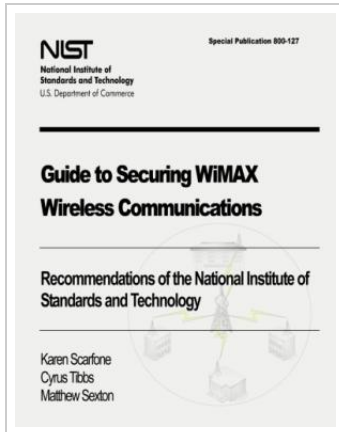 NIST
Special Publication 800-127
National Institute of
Standards and Technology
U.S. Department of Commerce
Guide to Securing WiMAX
Wireless Communications
Recommendations of the National Institute of
Standards and Technology
Karen Scarfone
Cyrus Tibbs
Matthew Sexton